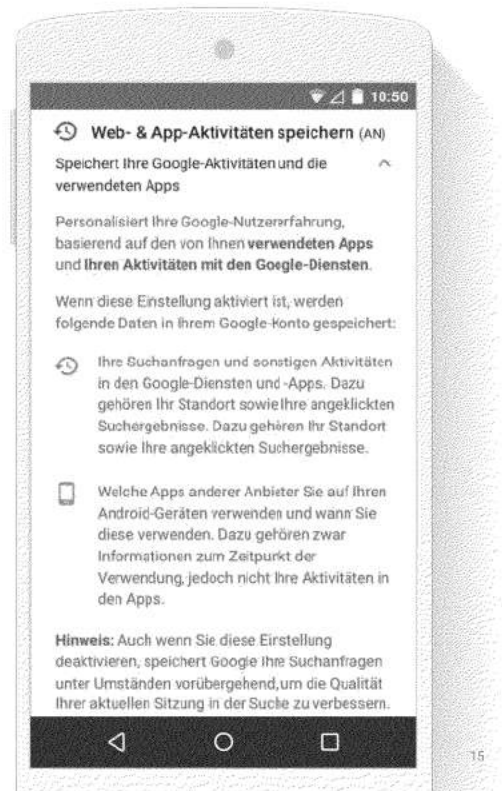 10:50
Web- & App-Aktivitäten speichern (AN)
Speichert Ihre Google-Aktivitäten und die
verwendeten Apps
Personalisiert Ihre Google-Nutzererfahrung,
basierend auf den von Ihnen verwendeten Apps
und Ihren Aktivitäten mit den Google-Diensten.
Wenn diese Einstellung aktiviert ist, werden
folgende Daten in Ihrem Google-Konto gespeichert:
Ihre Suchanfragen und sonstigen Aktivitäten
in den Google-Diensten und -Apps. Dazu
gehören Ihr Standort sowie Ihre angeklickten
Suchergebnisse. Dazu gehören Ihr Standort
sowie Ihre angeklickten Suchergebnisse.
Welche Apps anderer Anbieter Sie auf Ihren
Android-Geräten verwenden und wann Sie
diese verwenden. Dazu gehören zwar
Informationen zum Zeitpunkt der
Verwendung, jedoch nicht Ihre Aktivitäten in
den Apps.
Hinweis: Auch wenn Sie diese Einstellung
deaktivieren, speichert Google Ihre Suchanfragen
unter Umständen vorübergehend, um die Qualität
Ihrer aktuellen Sitzung in der Suche zu verbessern.
15